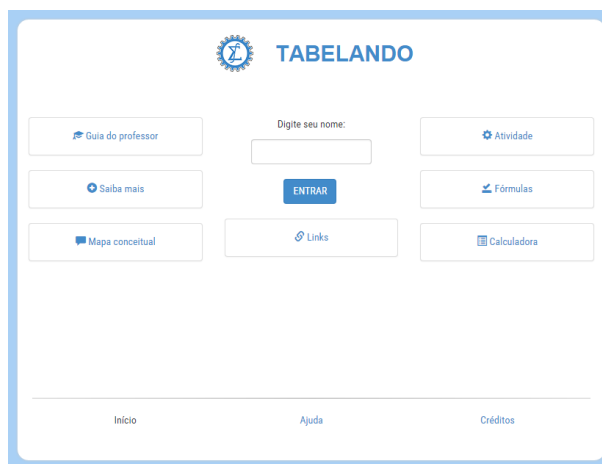 TABELANDO
Digite seu nome:
Guia do professor
Atividade
Saiba mais
ENTRAR
Fórmulas
Mapa conceitual
Links
Calculadora
Início
Ajuda
Créditos